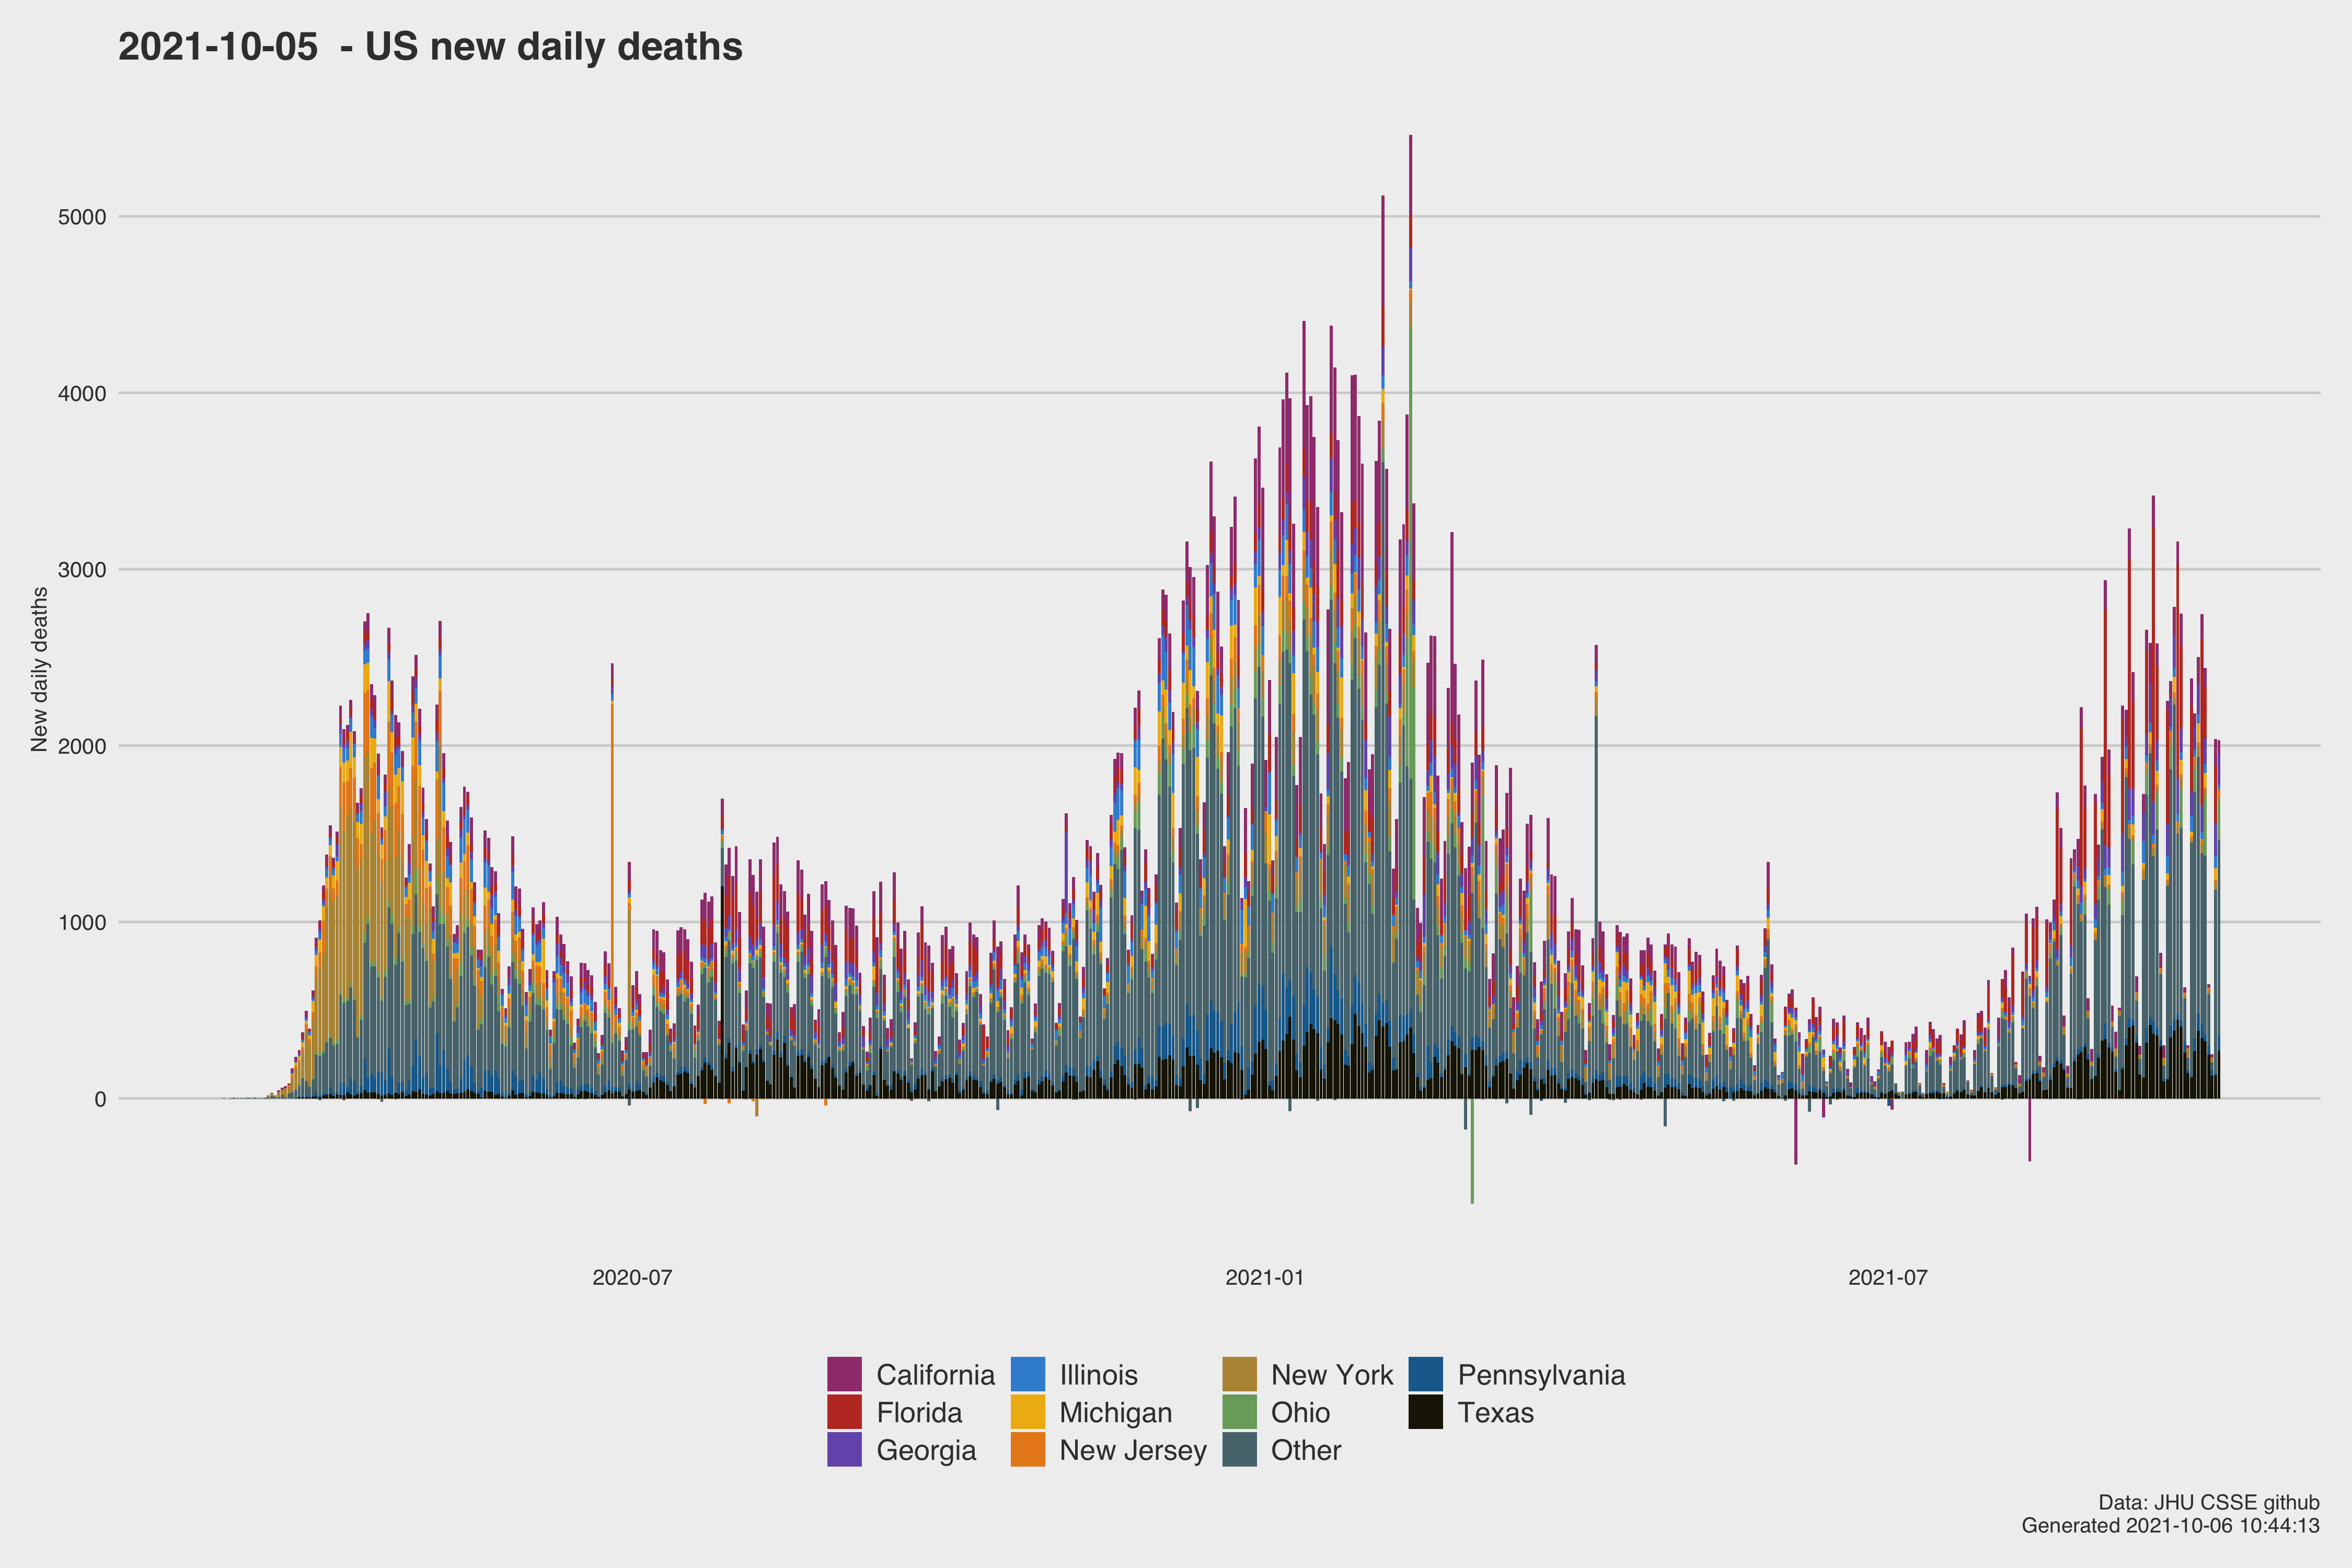 2021-10-05  - US new daily deaths
5000
4000
3000
2000
1000
0
New daily deaths
2020-07
2021-01
2021-07
California
Florida
Georgia
Illinois
Michigan
New Jersey
New York
Ohio
Other
Pennsylvania
Texas
Data: JHU CSSE github
Generated 2021-10-06 10:44:13